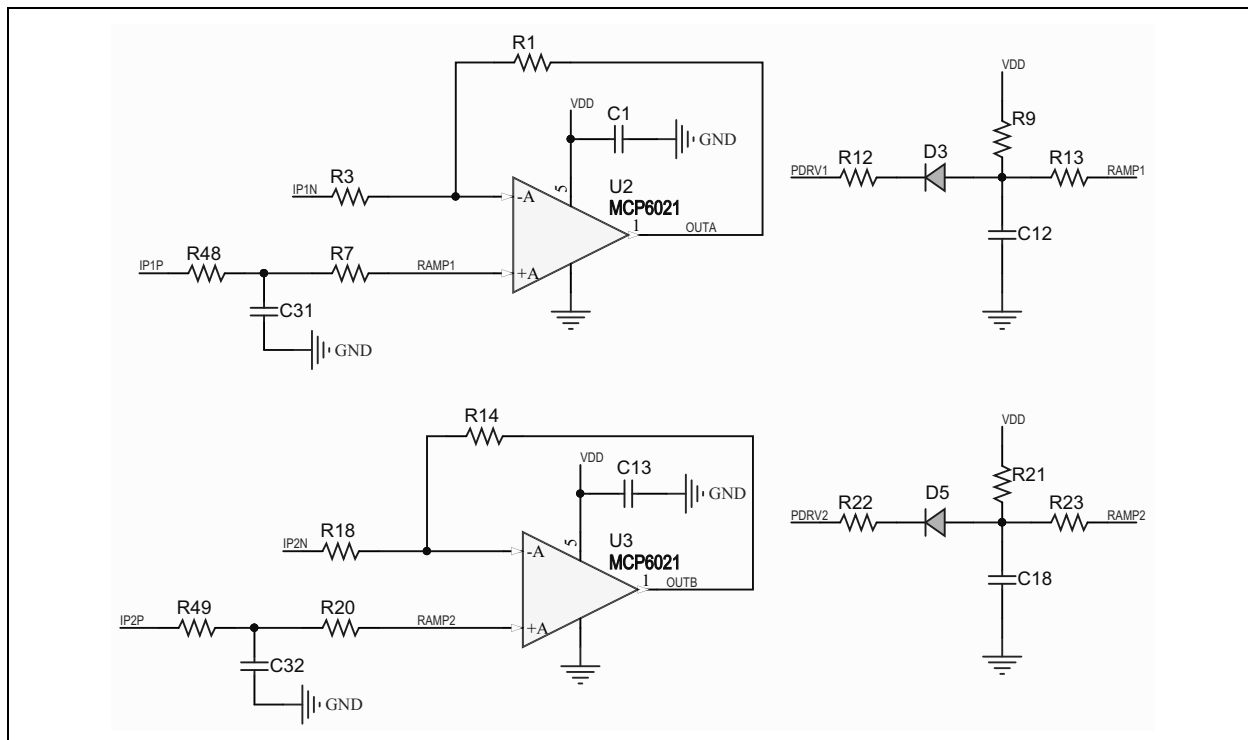 R1
VDD
C1
GND
R3
IP1N
-A
5
U2
MCP6021
1
OUTA
R48
IP1P
R7
RAMP1
+A
C31
GND
VDD
R9
PDRV1
R12
D3
R13
RAMP1
C12
R14
VDD
C13
GND
R18
IP2N
-A
5
U3
MCP6021
1
OUTB
R49
IP2P
R20
RAMP2
+A
C32
GND
VDD
R21
PDRV2
R22
D5
R23
RAMP2
C18